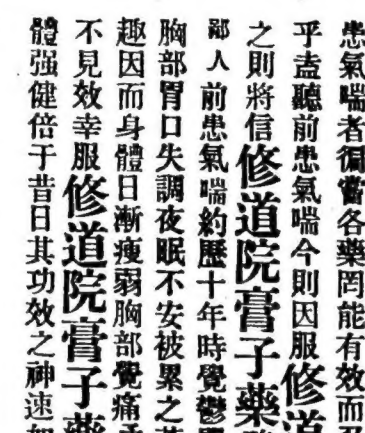 患氣喘者徧嘗各藥罔能有效而
乎盍聽前患氣喘今則因服修道
之則將信修道院膏子藥
鄙人前患氣喘約歷十年時覺鬱
胸部胃口失調夜眠不安被累之
趣因而身體日漸瘦弱胸部覺痛
不見效幸服修道院膏子藥
體强健倍于昔日其功效之神速如